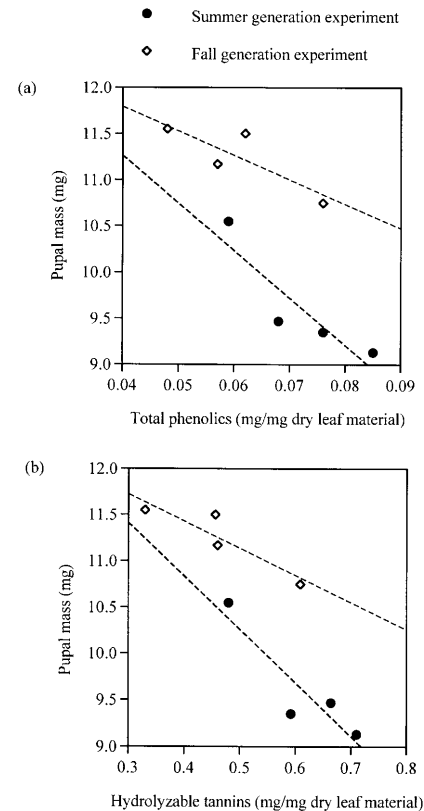 Summer generation experiment
Fall generation experiment
(a)
12.0
11.5
11.0
10.5
10.0
9.5
9.0
Pupal mass (mg)
0.04 0.05 0.06 0.07 0.08 0.09
Total phenolics (mg/mg dry leaf material)
(b)
12.0
11.5
11.0
10.5
10.0
9.5
9.0
Pupal mass (mg)
0.3 0.4 0.5 0.6 0.7 0.8
Hydrolyzable tannins (mg/mg dry leaf material)